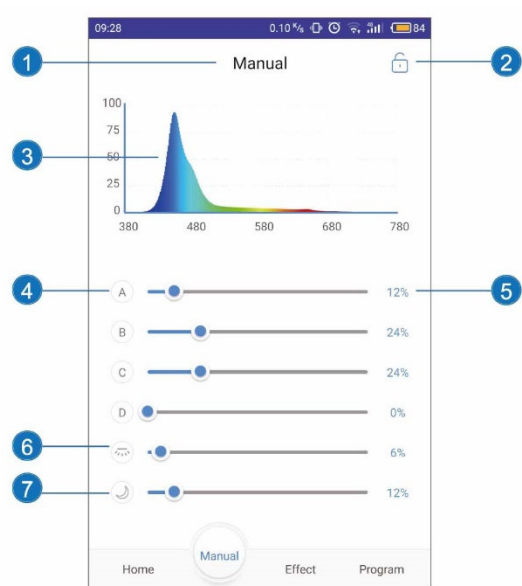 09:28 0.10 K/s 4G 84
1 Manual 2
100
75
3 50
25
0
380 480 580 680 780
4 A 12% 5
B 24%
C 24%
D 0%
6 6%
7 12%
Home Manual Effect Program